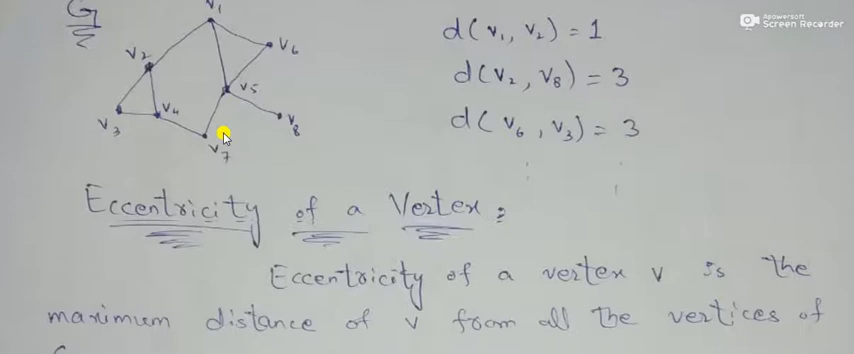 G
V1
V2
V6
V5
V3
V4
V8
V7
d(V1, V2) = 1
d(V2, V8) = 3
d(V6, V3) = 3
Apowersoft
Screen Recorder
Eccentricity of a Vertex:
Eccentricity of a vertex v is the
maximum distance of v from all the vertices of